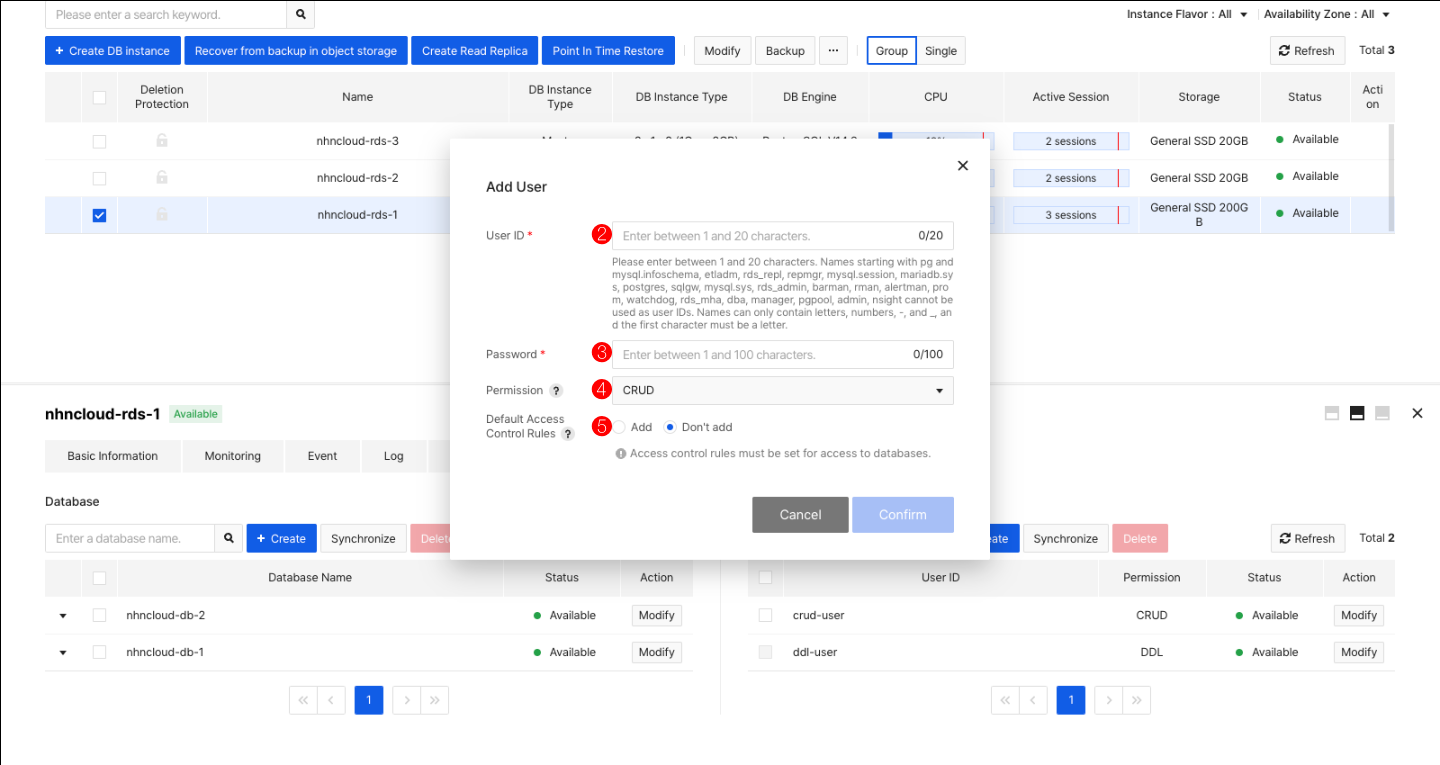 Please enter a search keyword.
Instance Flavor : All
Availability Zone : All
+ Create DB instance
Recover from backup in object storage
Create Read Replica
Point In Time Restore
Modify
Backup
···
Group
Single
Refresh
Total 3
Deletion
Protection
Name
DB Instance
Type
DB Instance Type
DB Engine
CPU
Active Session
Storage
Status
Acti
on
nhncloud-rds-3
2 sessions
General SSD 20GB
Available
nhncloud-rds-2
2 sessions
General SSD 20GB
Available
nhncloud-rds-1
3 sessions
General SSD 200G
B
Available
Add User
User ID *
2
Enter between 1 and 20 characters.
0/20
Please enter between 1 and 20 characters. Names starting with pg and
mysql.infoschema, etladm, rds_repl, repmgr, mysql.session, mariadb.sy
s, postgres, sqlgw, mysql.sys, rds_admin, barman, rman, alertman, pro
m, watchdog, rds_mha, dba, manager, pgpool, admin, nsight cannot be
used as user IDs. Names can only contain letters, numbers, -, and _, an
d the first character must be a letter.
Password *
3
Enter between 1 and 100 characters.
0/100
Permission ?
4
CRUD
Default Access
Control Rules ?
5
Add
Don't add
Access control rules must be set for access to databases.
Cancel
Confirm
nhncloud-rds-1
Available
Basic Information
Monitoring
Event
Log
Database
Enter a database name.
+ Create
Synchronize
Delete
Synchronize
Delete
Refresh
Total 2
Database Name
Status
Action
nhncloud-db-2
Available
Modify
nhncloud-db-1
Available
Modify
1
User ID
Permission
Status
Action
crud-user
CRUD
Available
Modify
ddl-user
DDL
Available
Modify
1